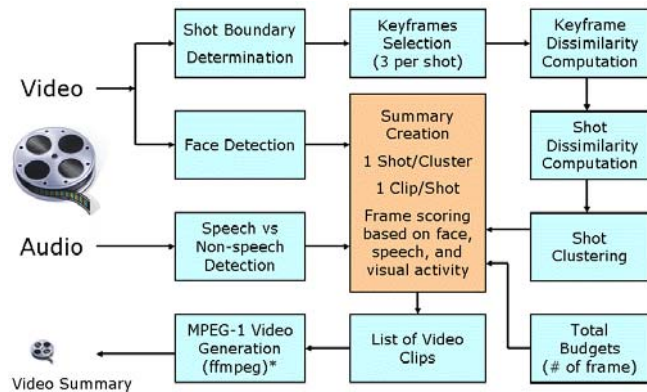 Video
Shot Boundary
Determination
Keyframes
Selection
(3 per shot)
Keyframe
Dissimilarity
Computation
Face Detection
Summary
Creation
1 Shot/Cluster
1 Clip/Shot
Frame scoring
based on face,
speech, and
visual activity
Shot
Dissimilarity
Computation
Audio
Speech vs
Non-speech
Detection
Shot
Clustering
Video Summary
MPEG-1 Video
Generation
(ffmpeg)*
List of Video
Clips
Total
Budgets
(# of frame)